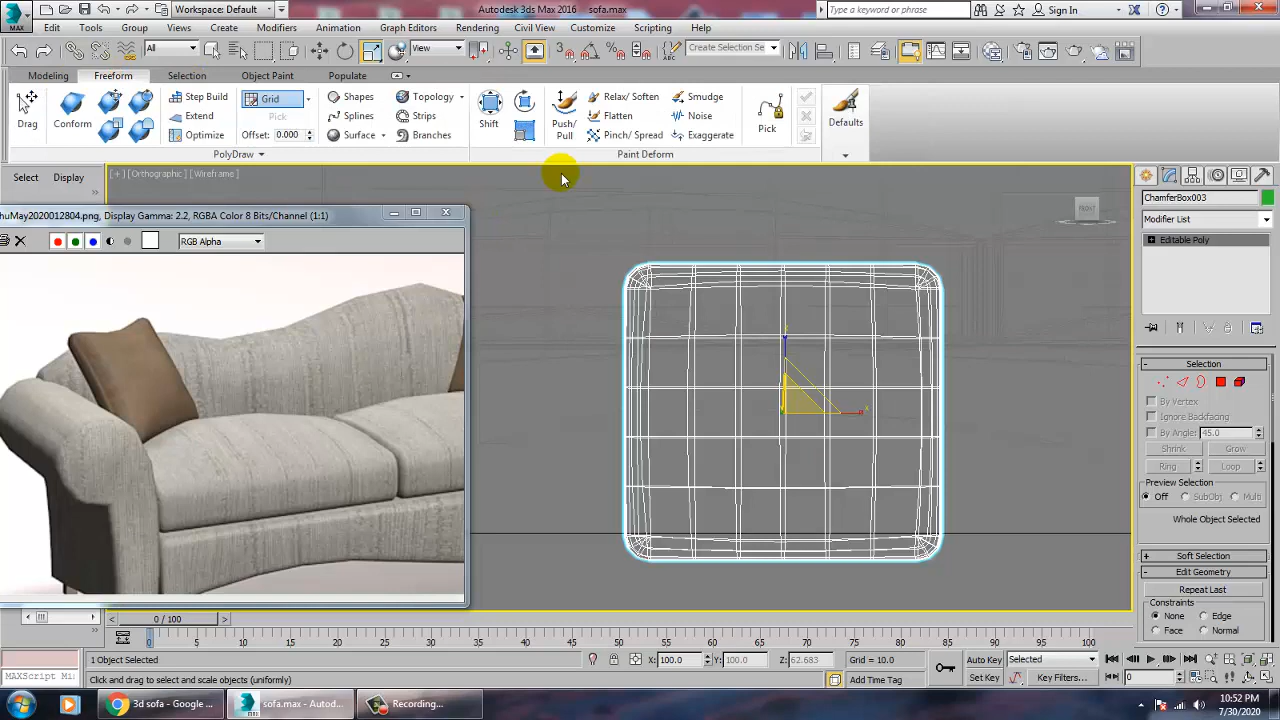 MAX
Workspace: Default
Autodesk 3ds Max 2016 sofa.max
Type a keyword or phrase
Sign In
Edit Tools Group Views Create Modifiers Animation Graph Editors Rendering Civil View Customize Scripting Help
All
View
Create Selection Se
Modeling Freeform Selection Object Paint Populate
Drag
Conform
Step Build
Extend
Optimize
Grid
Pick
Offset: 0.000
Shapes
Splines
Surface
Topology
Strips
Branches
Shift
Push/
Pull
Relax/ Soften
Flatten
Pinch/ Spread
Smudge
Noise
Exaggerate
Pick
Defaults
PolyDraw
Paint Deform
Select Display
[+] [Orthographic] [Wireframe]
FRONT
huMay2020012804.png, Display Gamma: 2.2, RGBA Color 8 Bits/Channel (1:1)
RGB Alpha
z
x
ChamferBox003
Modifier List
Editable Poly
Selection
By Vertex
Ignore Backfacing
By Angle: 45.0
Shrink Grow
Ring Loop
Preview Selection
Off SubObj Multi
Whole Object Selected
Soft Selection
Edit Geometry
Repeat Last
Constraints
None Edge
Face Normal
0 / 100
0 5 10 15 20 25 30 35 40 45 50 55 60 65 70 75 80 85 90 95 100
1 Object Selected
X: 100.0 Y: 100.0 Z: 62.683
Grid = 10.0
Auto Key Selected
MAXScript Mi:
Click and drag to select and scale objects (uniformly)
Add Time Tag
Set Key Key Filters...
0
3d sofa - Google ...
sofa.max - Autod...
Recording...
10:52 PM
7/30/2020